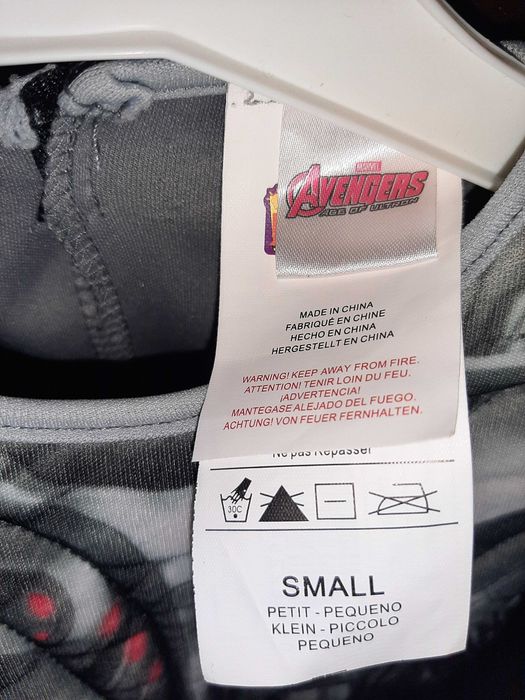 MARVEL
AVENGERS
AGE OF ULTRON
MADE IN CHINA
FABRIQUÉ EN CHINE
HECHO EN CHINA
HERGESTELLT EN CHINA
WARNING! KEEP AWAY FROM FIRE.
ATTENTION! TENIR LOIN DU FEU.
¡ADVERTENCIA!
MANTEGASE ALEJADO DEL FUEGO.
ACHTUNG! VON FEUER FERNHALTEN.
Ne pas Repasser
30C
SMALL
PETIT - PEQUENO
KLEIN - PICCOLO
PEQUENO